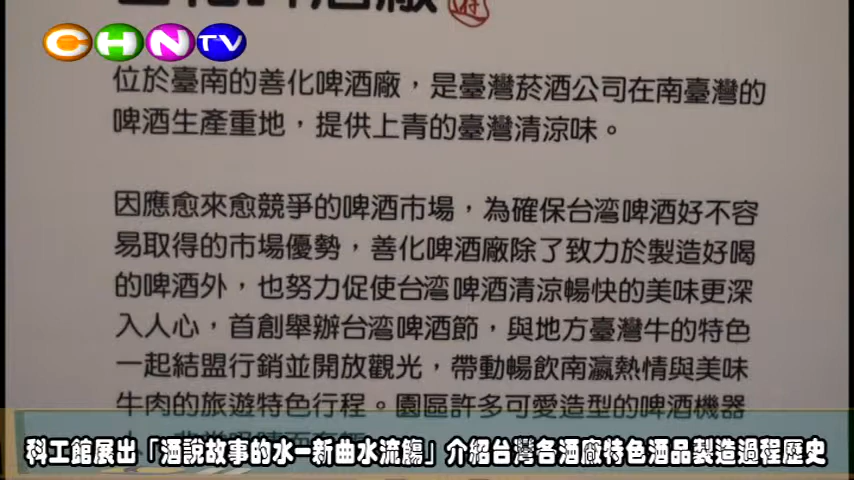 善化啤酒廠
CHNTV
位於臺南的善化啤酒廠，是臺灣菸酒公司在南臺灣的
啤酒生產重地，提供上青的臺灣清涼味。
因應愈來愈競爭的啤酒市場，為確保台灣啤酒好不容
易取得的市場優勢，善化啤酒廠除了致力於製造好喝
的啤酒外，也努力促使台灣啤酒清涼暢快的美味更深
入人心，首創舉辦台灣啤酒節，與地方臺灣牛的特色
一起結盟行銷並開放觀光，帶動暢飲南瀛熱情與美味
牛肉的旅遊特色行程。園區許多可愛造型的啤酒機器
科工館展出「酒說故事的水—新曲水流觴」介紹台灣各酒廠特色酒品製造過程歷史